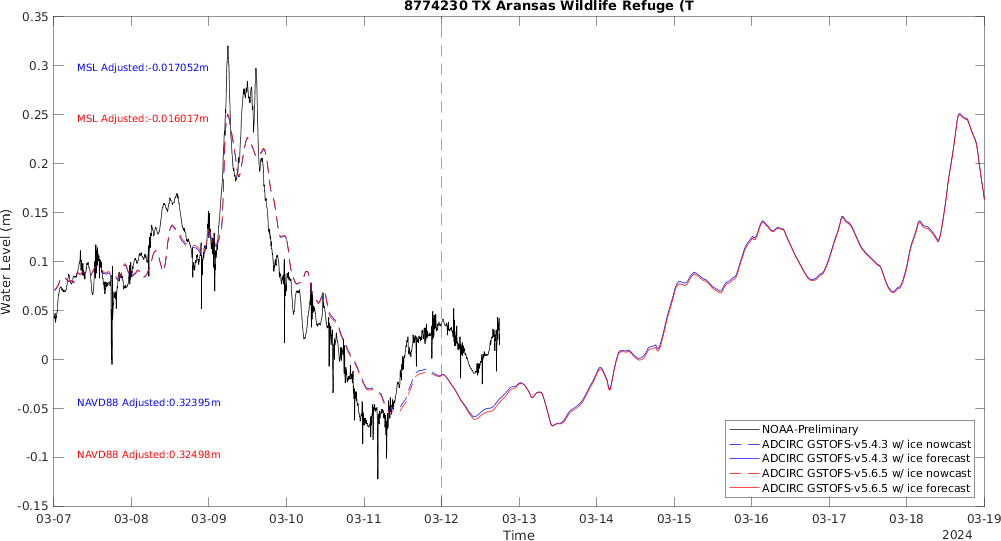 8774230 TX Aransas Wildlife Refuge (T
0.35
0.3
0.25
0.2
0.15
0.1
0.05
0
-0.05
-0.1
-0.15
Water Level (m)
MSL Adjusted:-0.017052m
MSL Adjusted:-0.016017m
NAVD88 Adjusted:0.32395m
NAVD88 Adjusted:0.32498m
NOAA-Preliminary
ADCIRC GSTOFS-v5.4.3 w/ ice nowcast
ADCIRC GSTOFS-v5.4.3 w/ ice forecast
ADCIRC GSTOFS-v5.6.5 w/ ice nowcast
ADCIRC GSTOFS-v5.6.5 w/ ice forecast
03-07 03-08 03-09 03-10 03-11 03-12 03-13 03-14 03-15 03-16 03-17 03-18 03-19
Time
2024